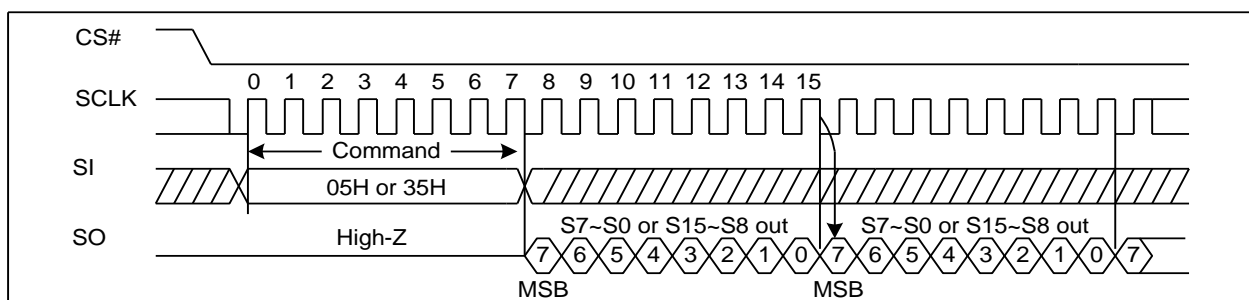 CS#
0 1 2 3 4 5 6 7 8 9 10 11 12 13 14 15
SCLK
Command
SI
05H or 35H
S7~S0 or S15~S8 out S7~S0 or S15~S8 out
SO
High-Z
7 6 5 4 3 2 1 0 7 6 5 4 3 2 1 0 7
MSB MSB